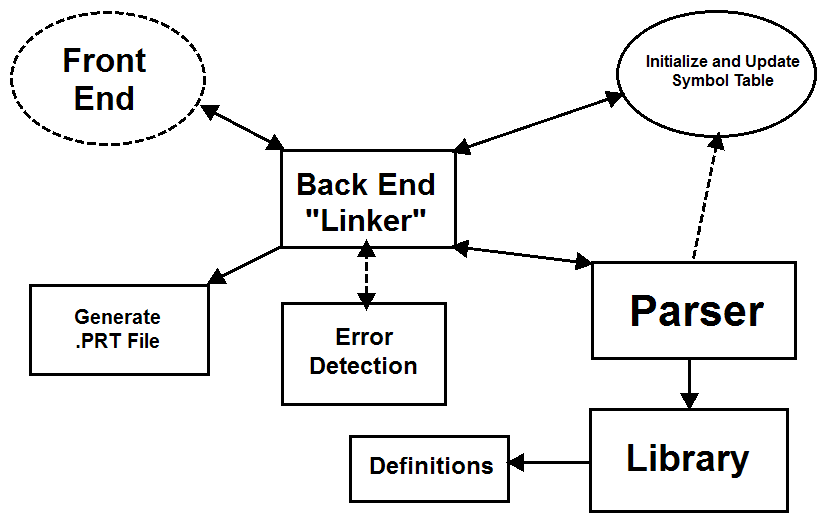 Front
End
Initialize and Update
Symbol Table
Back End
"Linker"
Generate
.PRT File
Error
Detection
Parser
Definitions
Library